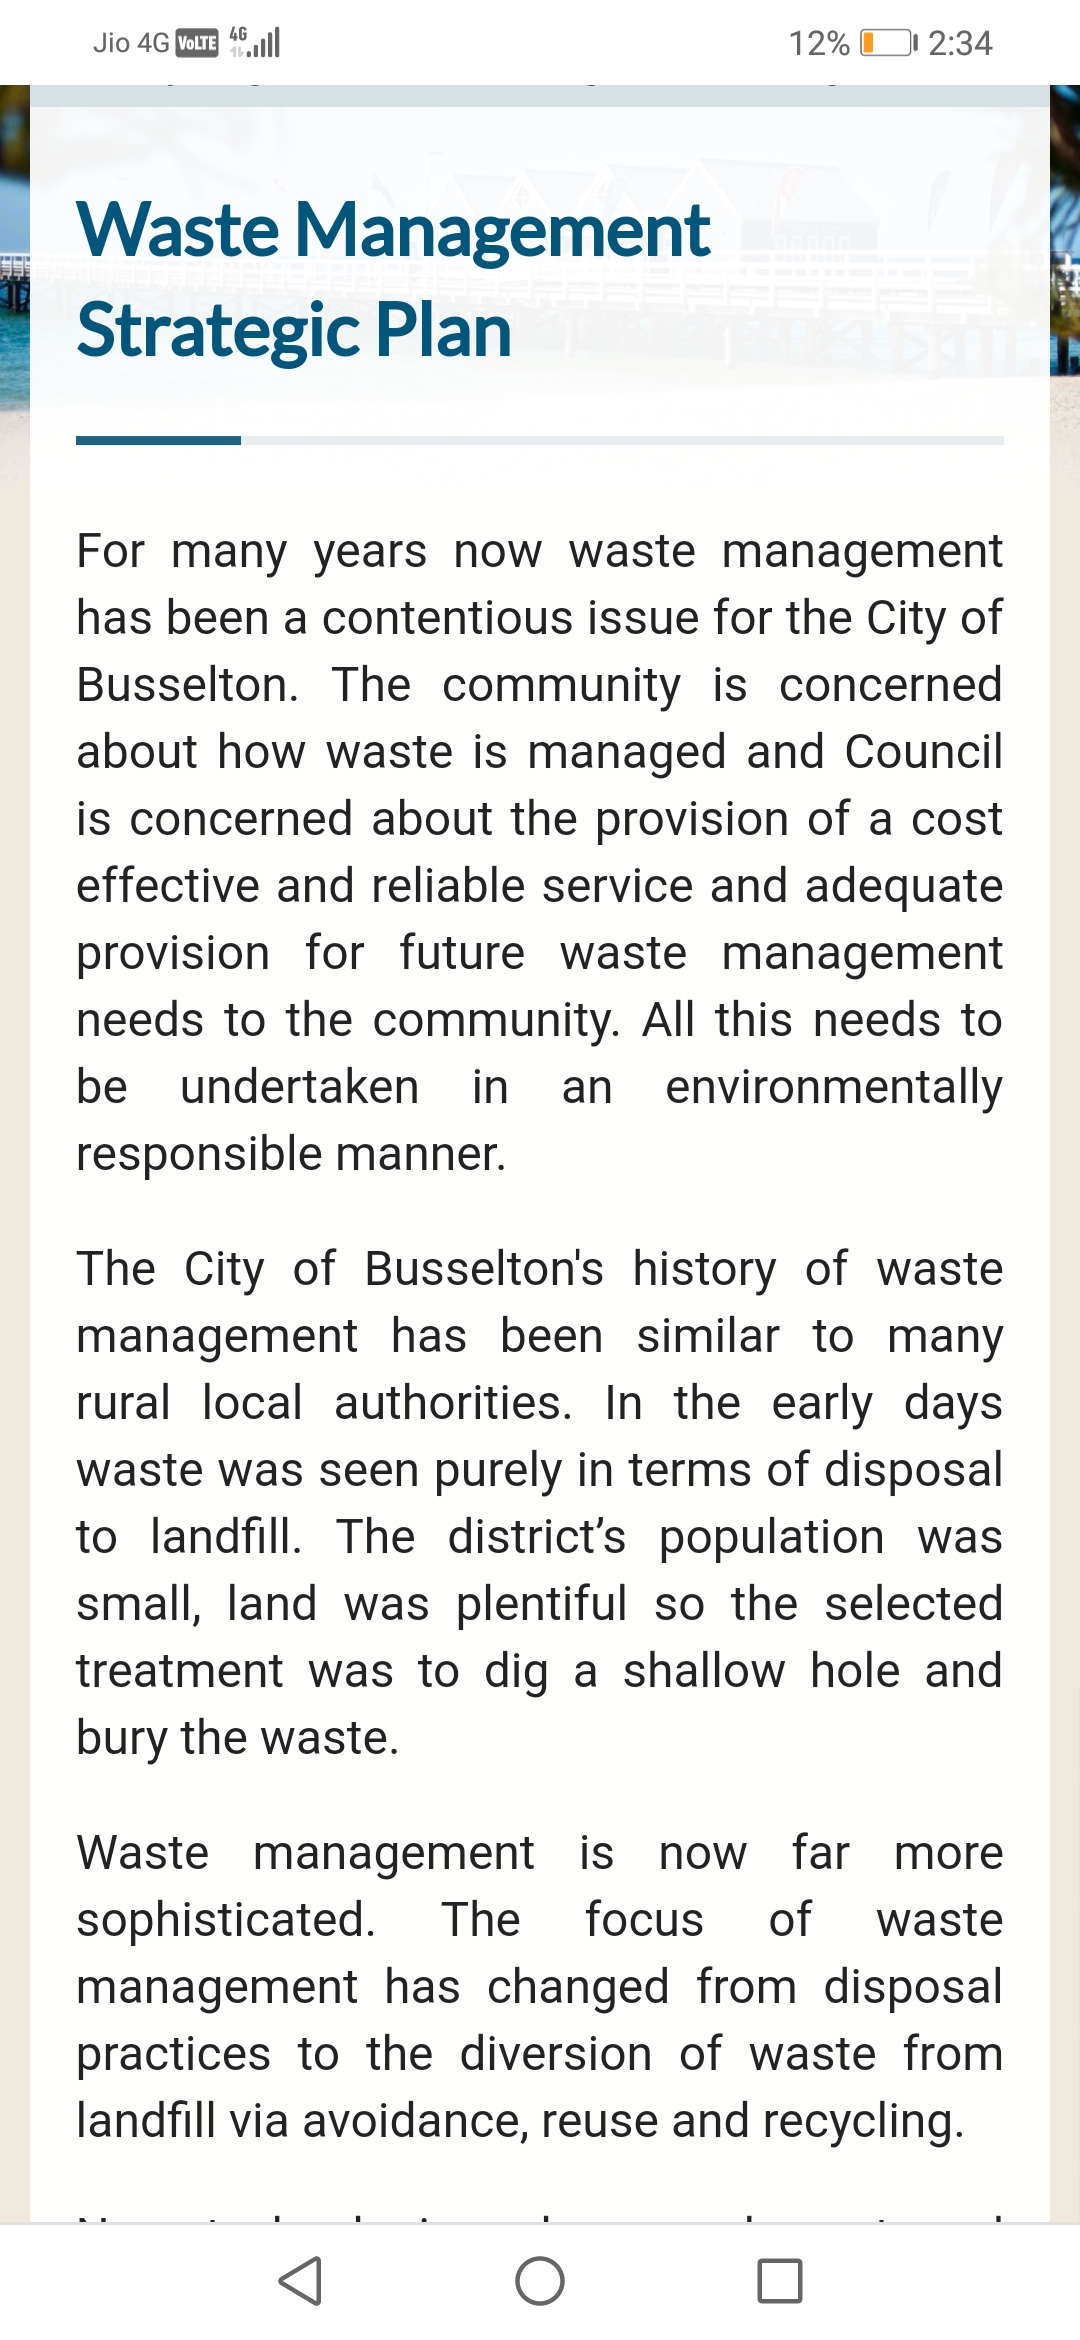 Jio 4G VoLTE 4G 12% 2:34
Waste Management
Strategic Plan
For many years now waste management
has been a contentious issue for the City of
Busselton. The community is concerned
about how waste is managed and Council
is concerned about the provision of a cost
effective and reliable service and adequate
provision for future waste management
needs to the community. All this needs to
be undertaken in an environmentally
responsible manner.
The City of Busselton's history of waste
management has been similar to many
rural local authorities. In the early days
waste was seen purely in terms of disposal
to landfill. The district’s population was
small, land was plentiful so the selected
treatment was to dig a shallow hole and
bury the waste.
Waste management is now far more
sophisticated. The focus of waste
management has changed from disposal
practices to the diversion of waste from
landfill via avoidance, reuse and recycling.